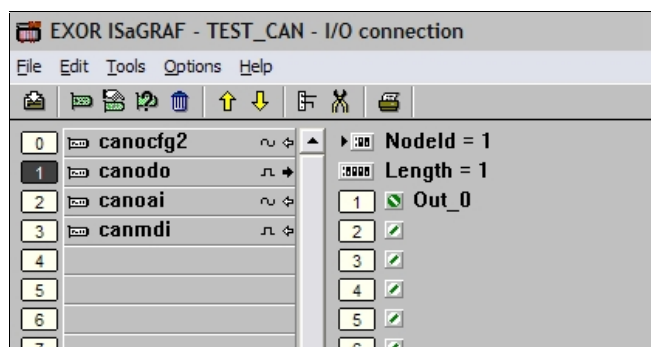 EXOR ISaGRAF - TEST_CAN - I/O connection
File Edit Tools Options Help
0 canocfg2
1 canodo
2 canoai
3 canmdi
4
5
6
NodeId = 1
Length = 1
1 Out_0
2
3
4
5